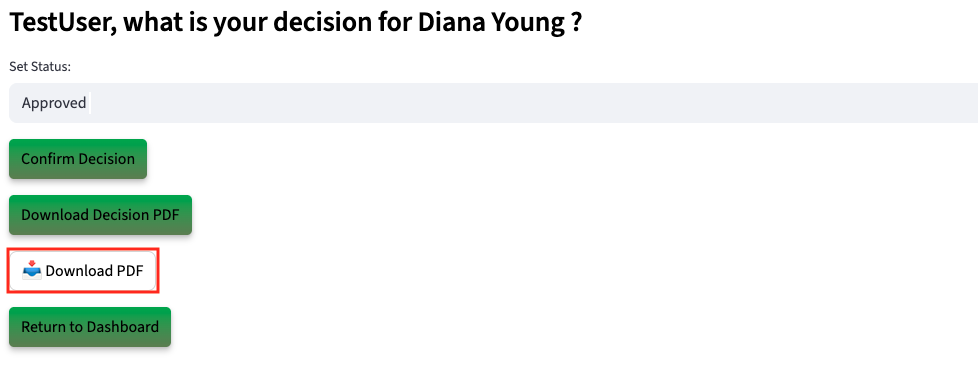 TestUser, what is your decision for Diana Young ?
Set Status:
Approved
Confirm Decision
Download Decision PDF
📥 Download PDF
Return to Dashboard